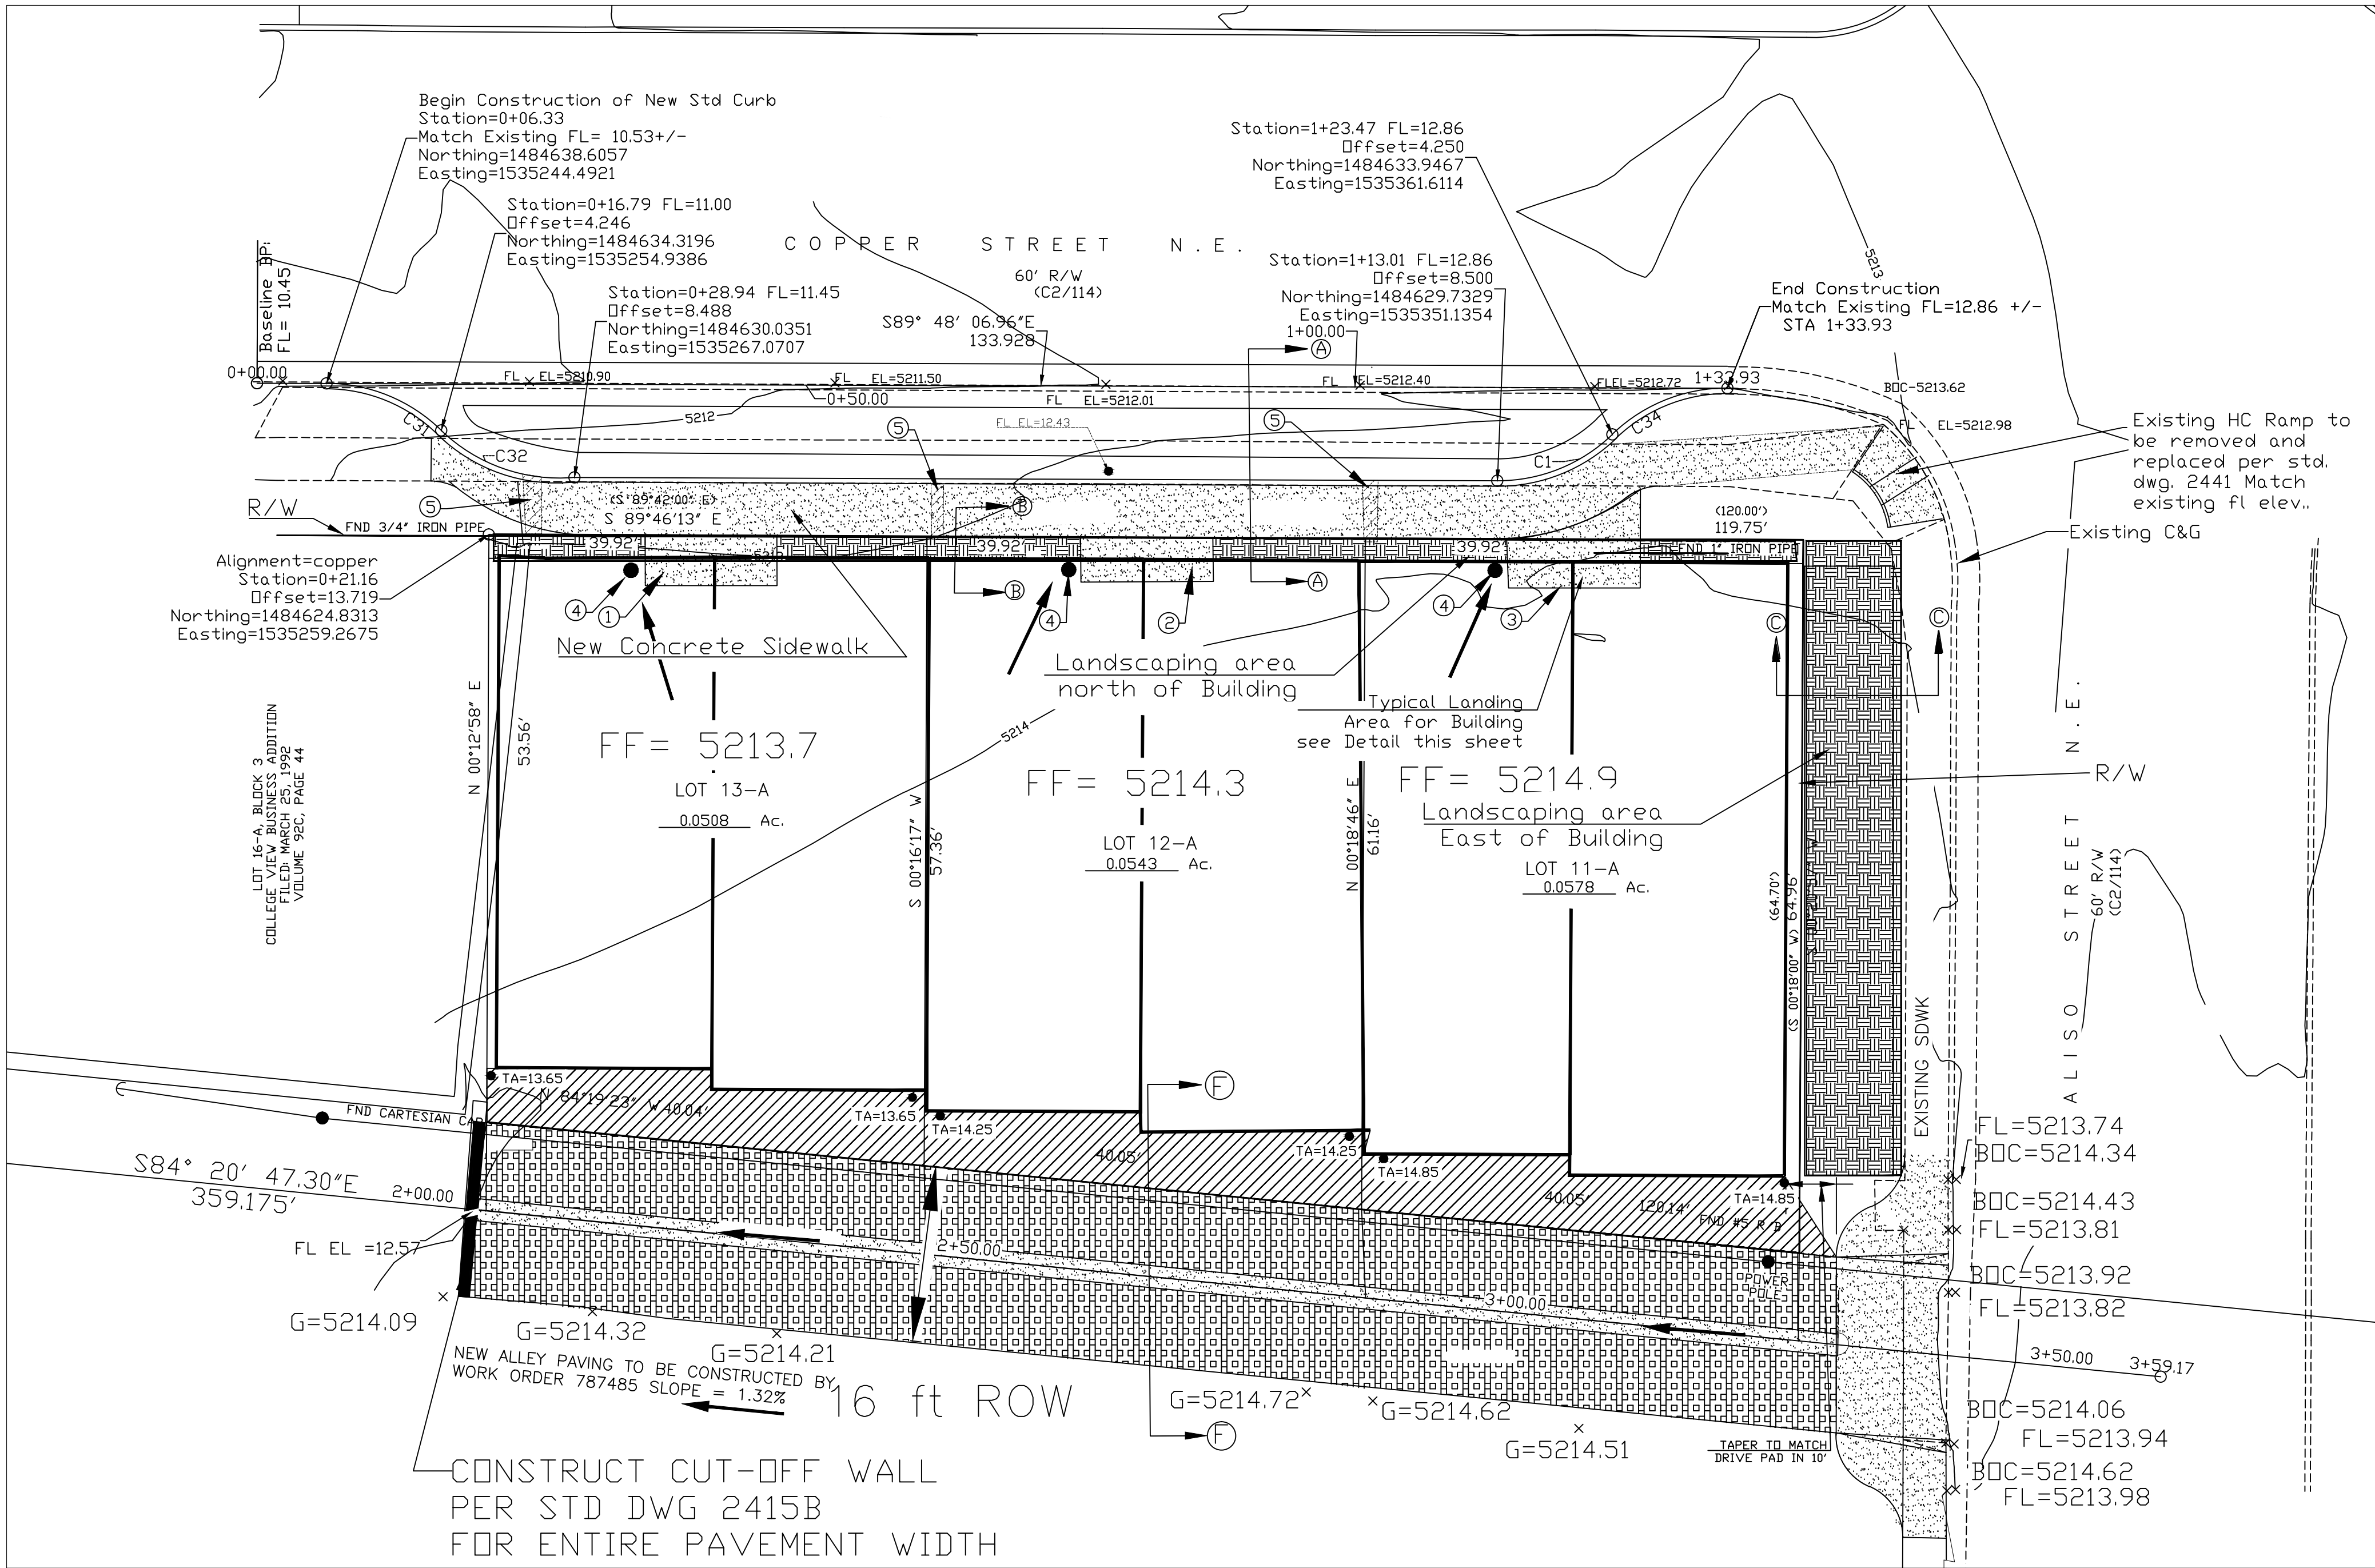 Begin Construction of New Std Curb
Station=0+06.33
Match Existing FL= 10.53+/-
Northing=1484638.6057
Easting=1535244.4921
Station=0+16.79 FL=11.00
Offset=4.246
Northing=1484634.3196
Easting=1535254.9386
Station=0+28.94 FL=11.45
Offset=8.488
Northing=1484630.0351
Easting=1535267.0707
COPPER STREET N.E.
60' R/W
(C2/114)
S89° 48' 06.96"E
133.928
Station=1+23.47 FL=12.86
Offset=4.250
Northing=1484633.9467
Easting=1535361.6114
Station=1+13.01 FL=12.86
Offset=8.500
Northing=1484629.7329
Easting=1535351.1354
1+00.00
A
5213
End Construction
Match Existing FL=12.86 +/-
STA 1+33.93
Baseline BP:
FL= 10.45
0+00.00
FL EL=5210.90
FL EL=5211.50
0+50.00
FL EL=5212.01
FL EL=5212.40
FL EL=5212.72
1+33.93
BOC-5213.62
FL EL=5212.98
Existing HC Ramp to
be removed and
replaced per std.
dwg. 2441 Match
existing fl elev..
Existing C&G
C31
C32
5212
5
FL EL=12.43
5
C1
C34
R/W
5
(S 89°42'00" E)
S 89°46'13" E
B
FND 3/4" IRON PIPE
39.92'
39.92'
39.92'
(120.00')
119.75'
FND 1" IRON PIPE
Alignment=copper
Station=0+21.16
Offset=13.719
Northing=1484624.8313
Easting=1535259.2675
4
1
B
4
2
A
4
3
C
C
New Concrete Sidewalk
Landscaping area
north of Building
Typical Landing
Area for Building
see Detail this sheet
N 00°12'58" E
53.56'
LOT 16-A, BLOCK 3
COLLEGE VIEW BUSINESS ADDITION
FILED: MARCH 25, 1992
VOLUME 92C, PAGE 44
FF= 5213.7
LOT 13-A
0.0508 Ac.
5214
FF= 5214.3
LOT 12-A
0.0543 Ac.
S 00°16'17" W
57.36'
N 00°18'46" E
61.16'
FF= 5214.9
Landscaping area
East of Building
LOT 11-A
0.0578 Ac.
(64.70')
(S 00°18'00" W) 64.96'
R/W
ALISO STREET N.E.
60' R/W
(C2/114)
EXISTING SDWK
TA=13.65
N 84°19'23" W 40.04'
TA=13.65
TA=14.25
40.05'
TA=14.25
TA=14.85
40.05'
120.14'
TA=14.85
FND CARTESIAN CAP
F
S84° 20' 47.30"E
359.175'
2+00.00
FL EL =12.57
2+50.00
3+00.00
POWER
POLE
3+50.00
3+59.17
FL=5213.74
BOC=5214.34
BOC=5214.43
FL=5213.81
BOC=5213.92
FL=5213.82
BOC=5214.06
FL=5213.94
BOC=5214.62
FL=5213.98
G=5214.09
G=5214.32
G=5214.21
G=5214.72
G=5214.62
G=5214.51
NEW ALLEY PAVING TO BE CONSTRUCTED BY
WORK ORDER 787485 SLOPE = 1.32%
16 ft ROW
F
TAPER TO MATCH
DRIVE PAD IN 10'
CONSTRUCT CUT-OFF WALL
PER STD DWG 2415B
FOR ENTIRE PAVEMENT WIDTH